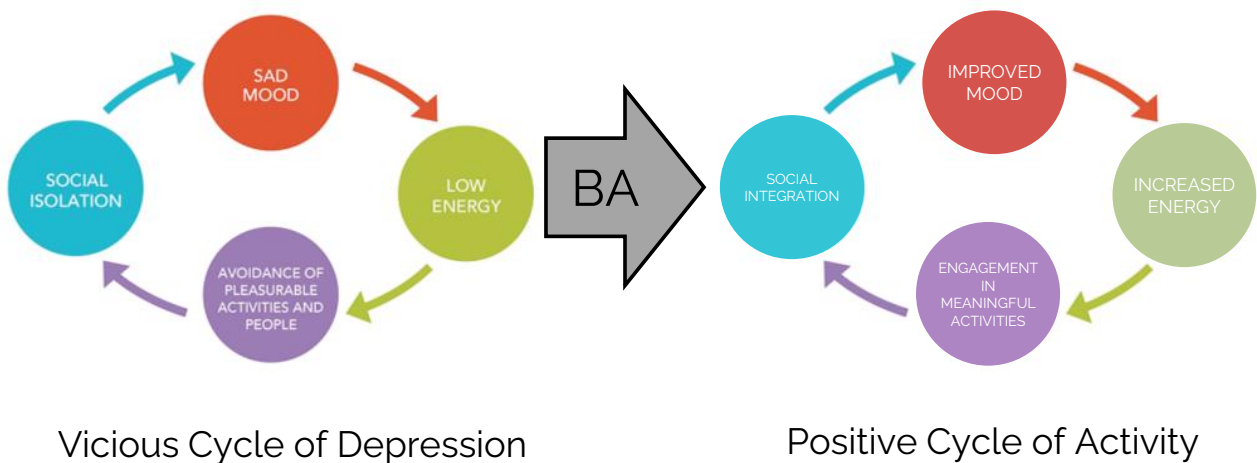 SAD
MOOD
LOW
ENERGY
AVOIDANCE OF
PLEASURABLE
ACTIVITIES AND
PEOPLE
SOCIAL
ISOLATION
Vicious Cycle of Depression
BA
IMPROVED
MOOD
INCREASED
ENERGY
ENGAGEMENT
IN
MEANINGFUL
ACTIVITIES
SOCIAL
INTEGRATION
Positive Cycle of Activity